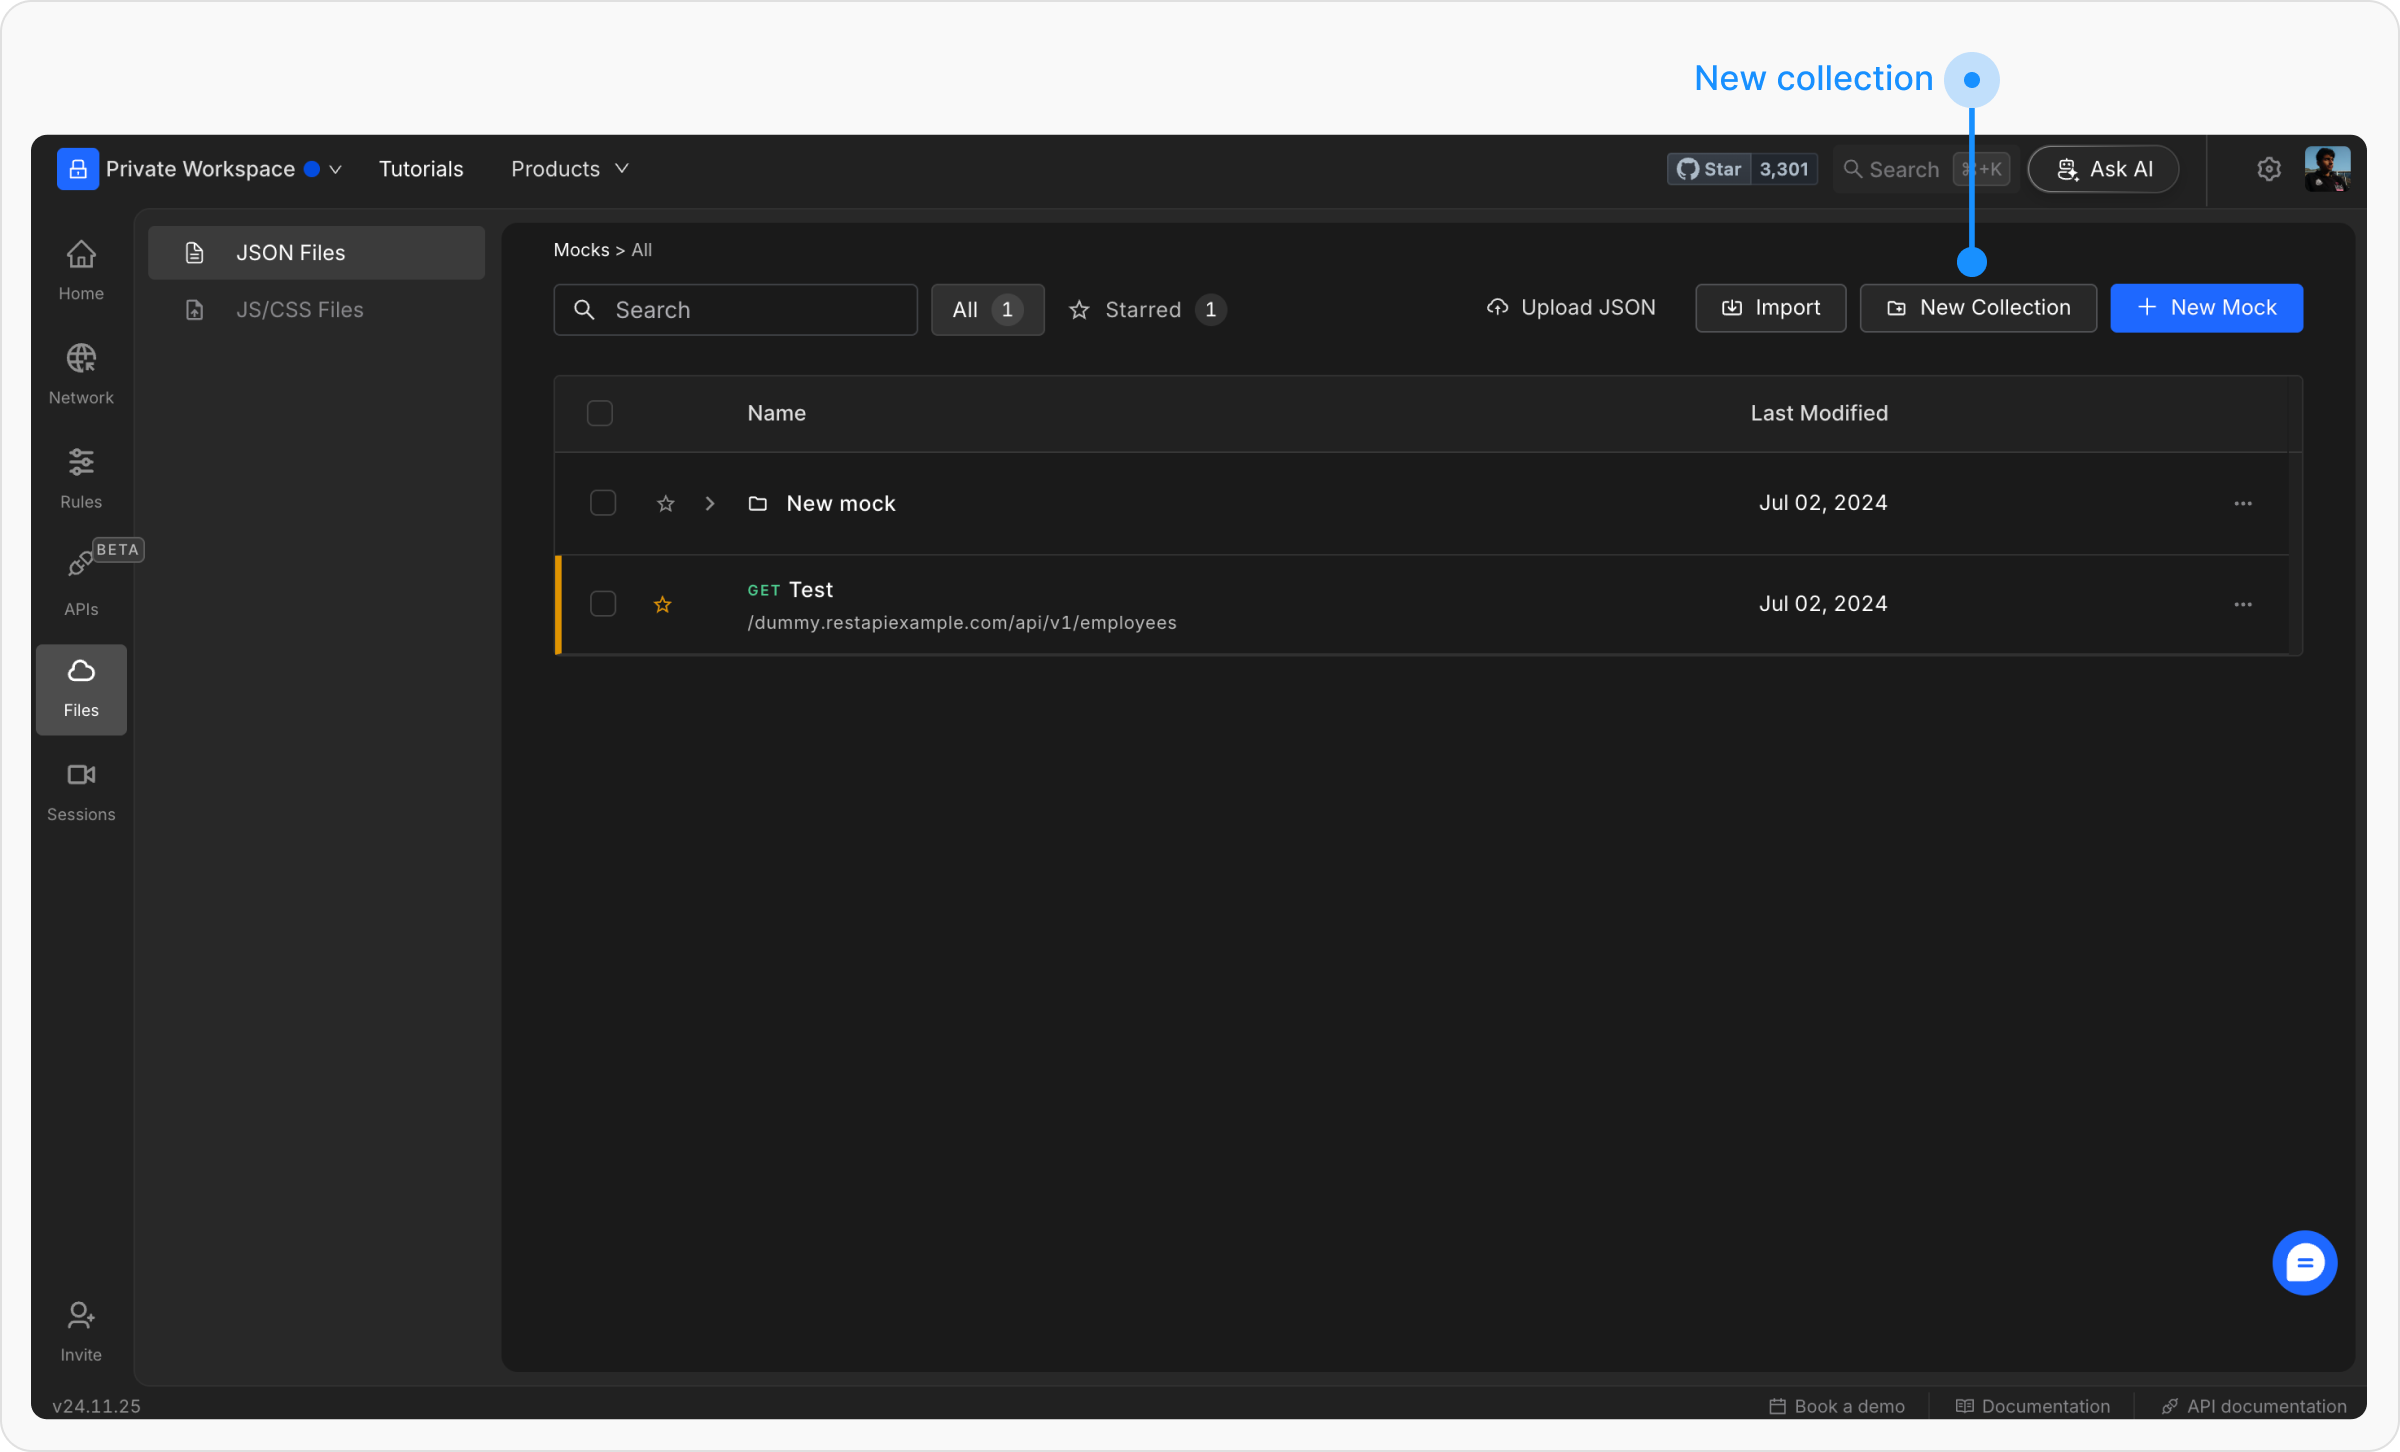 New collection
Private Workspace
Tutorials
Products
Star 3,301
Search ⌘+K
Ask AI
Home
Network
Rules
BETA
APIs
Files
Sessions
Invite
v24.11.25
JSON Files
JS/CSS Files
Mocks > All
Search
All 1
Starred 1
Upload JSON
Import
New Collection
+ New Mock
Name Last Modified
New mock Jul 02, 2024
GET Test Jul 02, 2024
/dummy.restapiexample.com/api/v1/employees
Book a demo
Documentation
API documentation